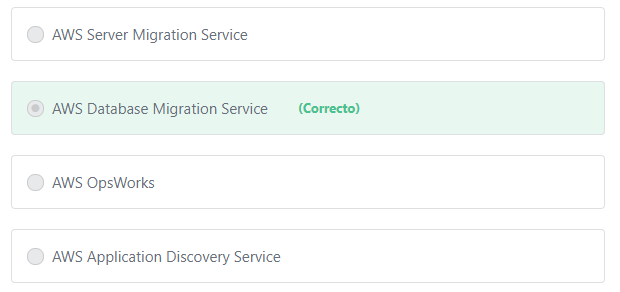 AWS Server Migration Service
AWS Database Migration Service (Correcto)
AWS OpsWorks
AWS Application Discovery Service